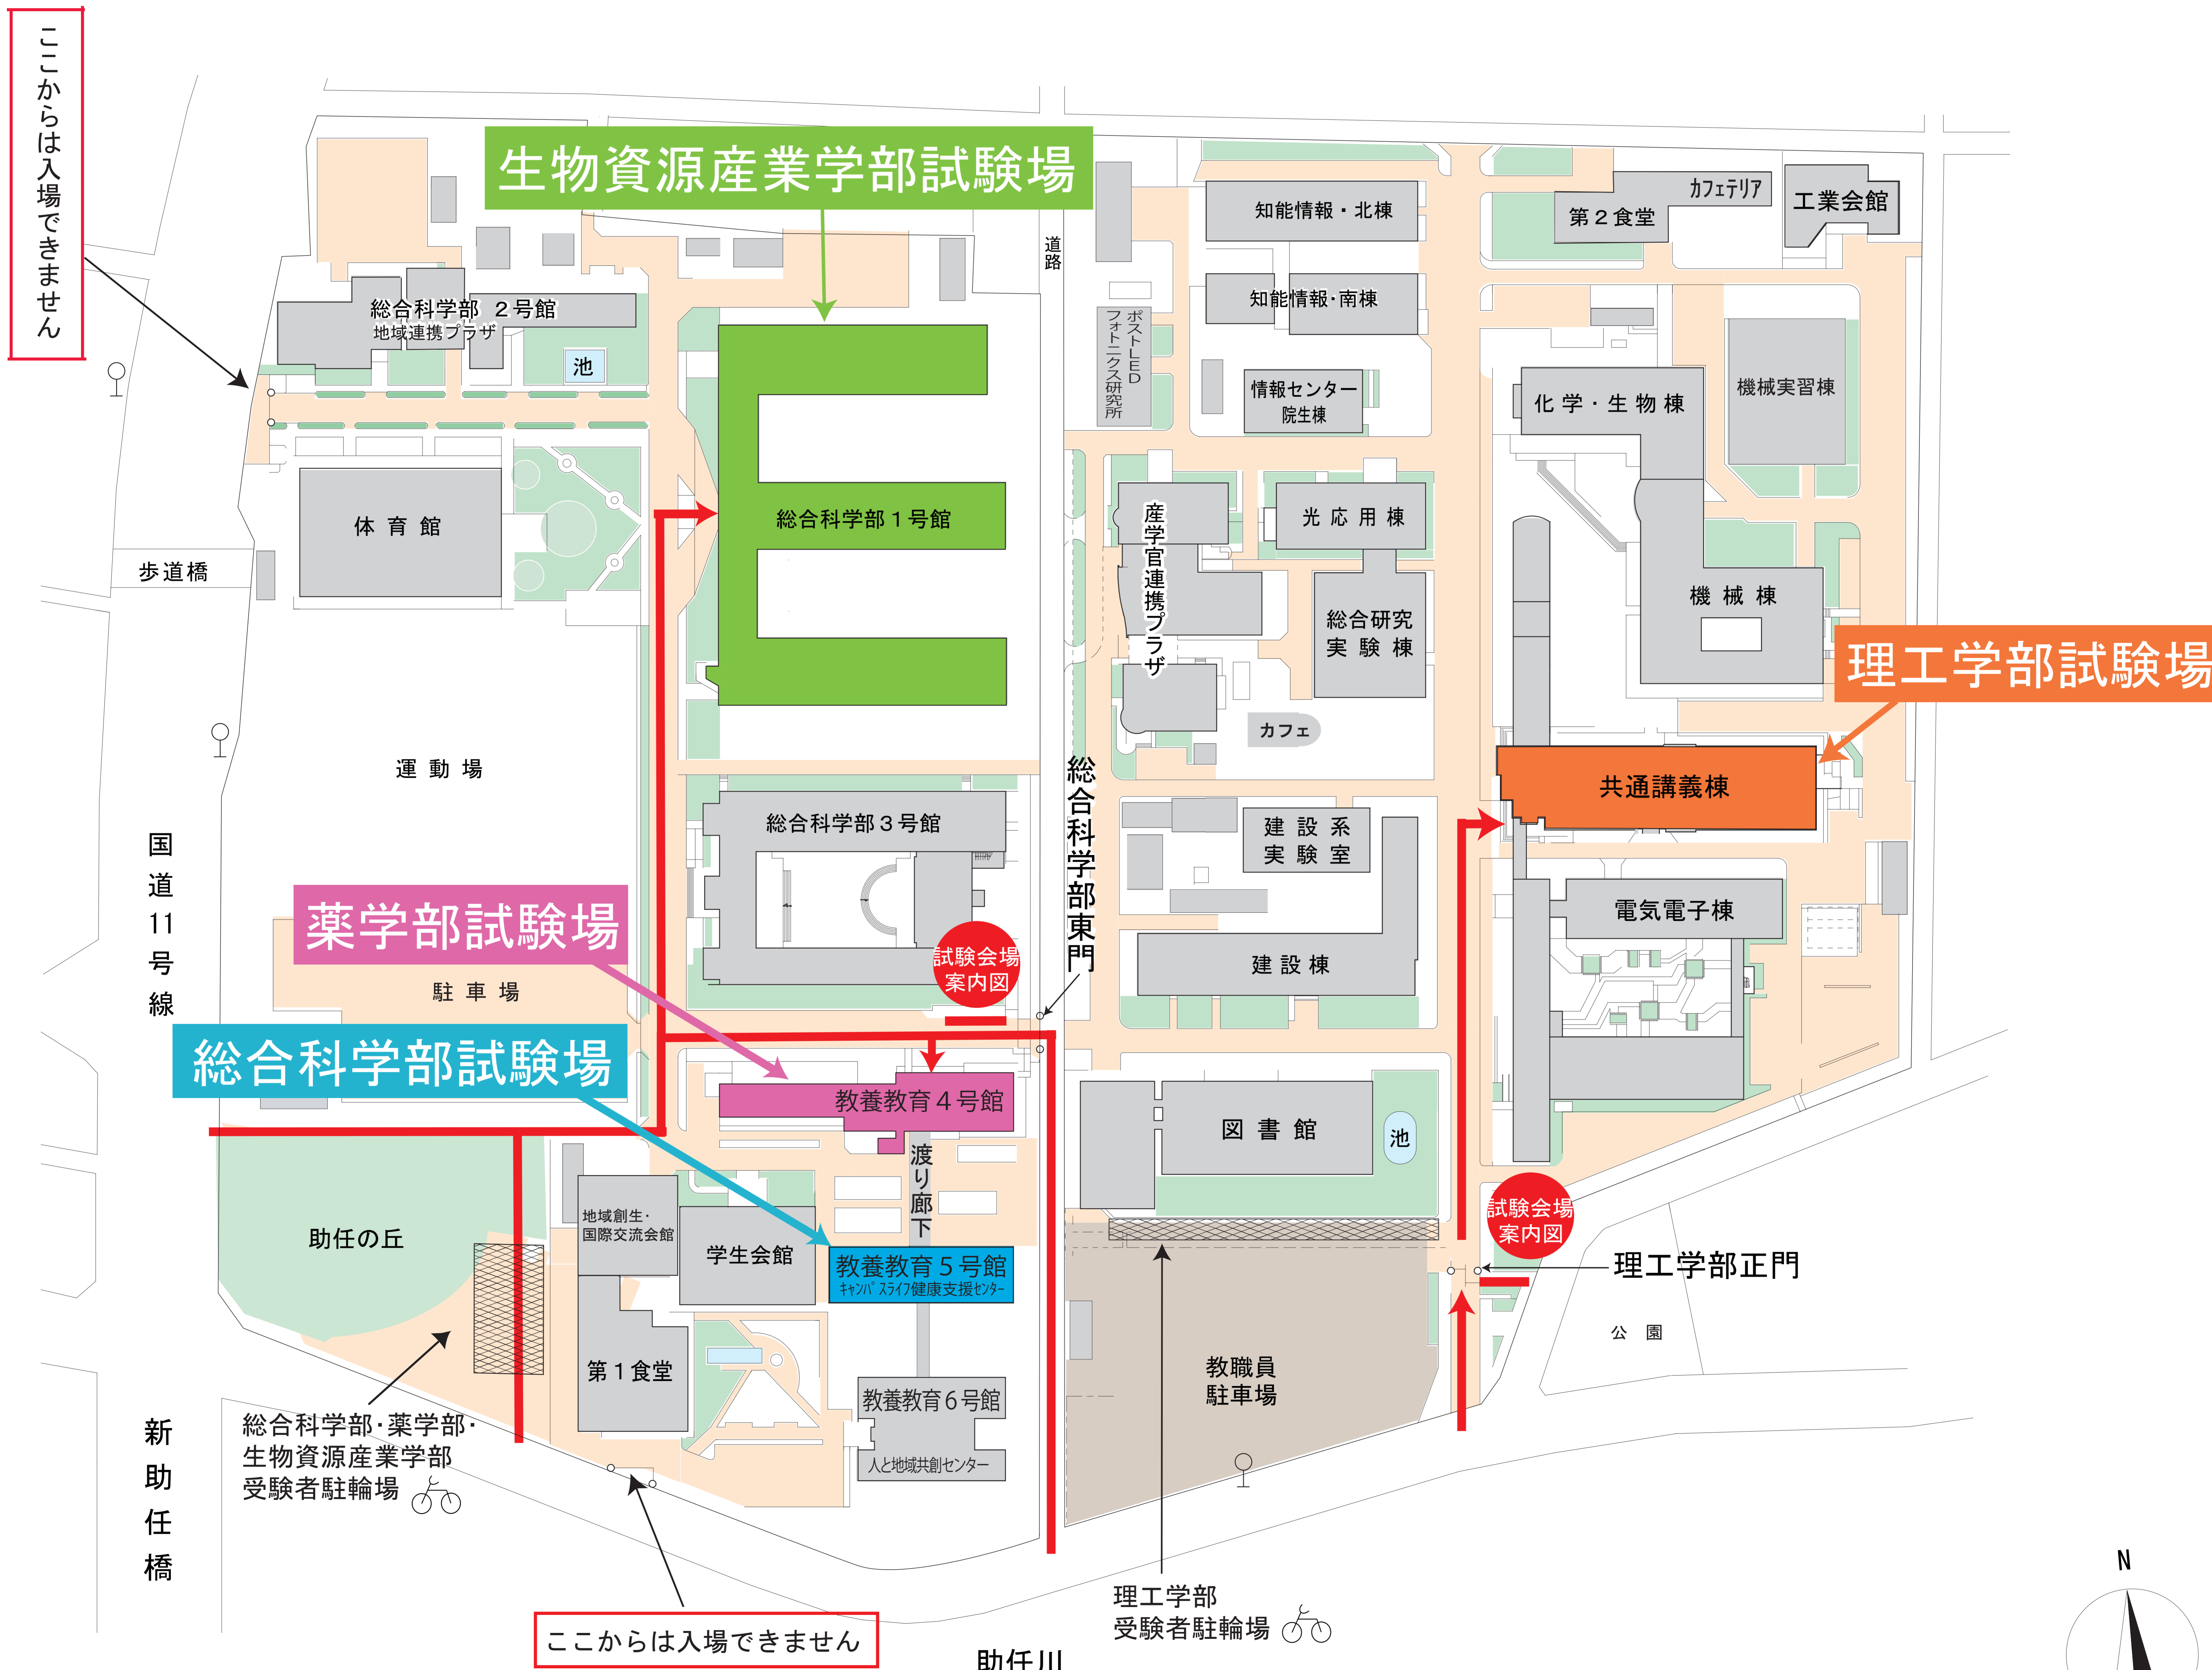 ここからは入場できません
生物資源産業学部試験場
道路
知能情報・北棟
カフェテリア
第２食堂
工業会館
総合科学部 2号館
地域連携プラザ
池
知能情報・南棟
ポストLED
フォトニクス研究所
情報センター
院生棟
化学・生物棟
機械実習棟
体育館
総合科学部１号館
産学官連携プラザ
光応用棟
歩道橋
総合研究
実験棟
機械棟
理工学部試験場
カフェ
運動場
共通講義棟
総合科学部東門
総合科学部３号館
建設系
実験室
国道11号線
薬学部試験場
電気電子棟
試験会場
案内図
建設棟
駐車場
総合科学部試験場
教養教育４号館
図書館
池
渡り廊下
地域創生・
国際交流会館
助任の丘
学生会館
教養教育５号館
キャンパスライフ健康支援センター
試験会場
案内図
理工学部正門
公園
第１食堂
教職員
駐車場
教養教育６号館
人と地域共創センター
総合科学部・薬学部・
生物資源産業学部
受験者駐輪場
新助任橋
理工学部
受験者駐輪場
ここからは入場できません
助任川
N